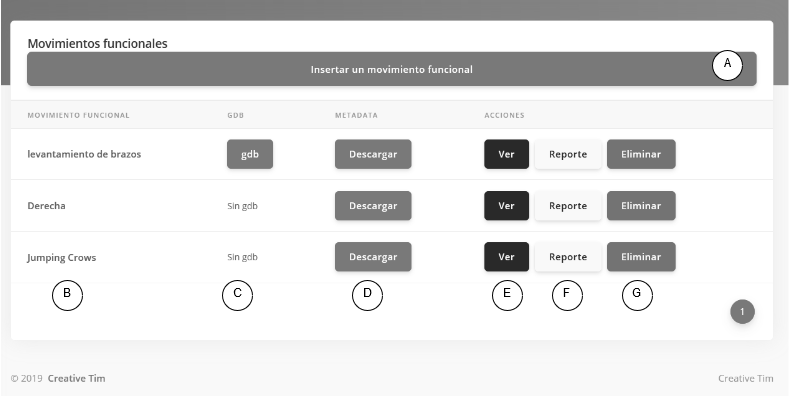 Movimientos funcionales
Insertar un movimiento funcional A
MOVIMIENTO FUNCIONAL GDB METADATA ACCIONES
levantamiento de brazos gdb Descargar Ver Reporte Eliminar
Derecha Sin gdb Descargar Ver Reporte Eliminar
Jumping Crows Sin gdb Descargar Ver Reporte Eliminar
B C D E F G
1
© 2019 Creative Tim Creative Tim